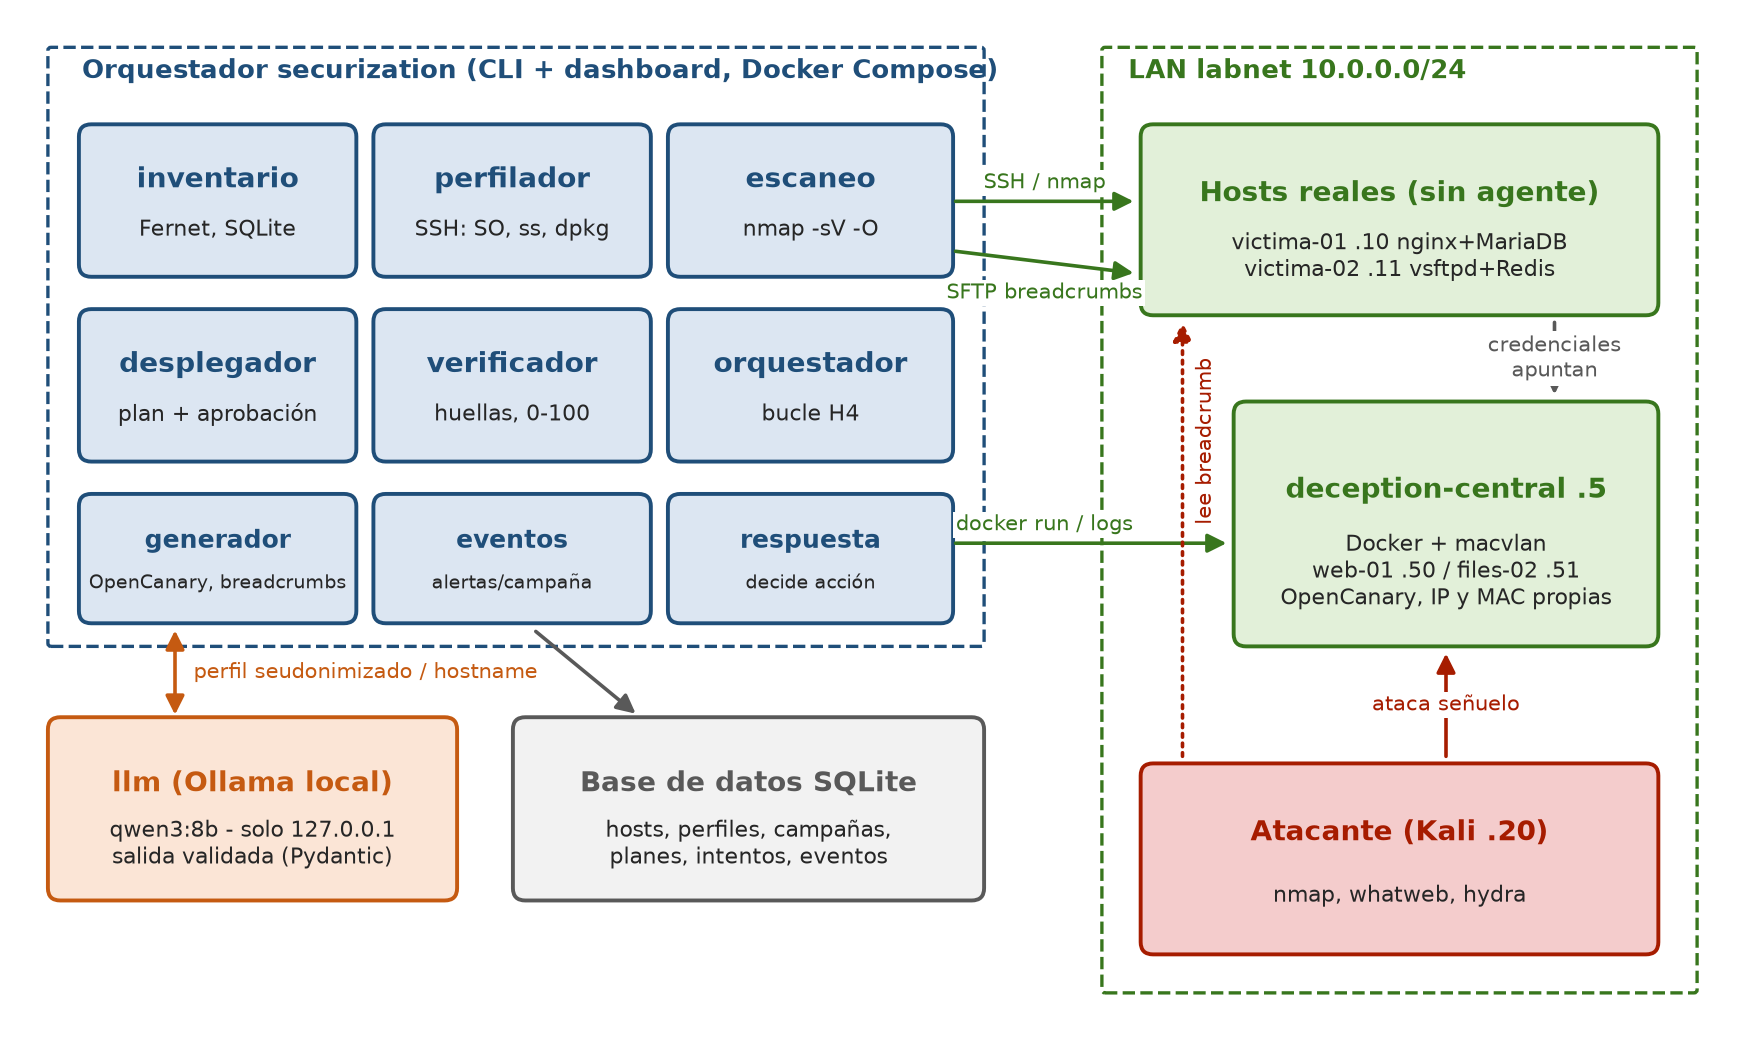 Orquestador securization (CLI + dashboard, Docker Compose)
inventario
Fernet, SQLite
perfilador
SSH: SO, ss, dpkg
escaneo
nmap -sV -O
desplegador
plan + aprobación
verificador
huellas, 0-100
orquestador
bucle H4
generador
OpenCanary, breadcrumbs
eventos
alertas/campaña
respuesta
decide acción
perfil seudonimizado / hostname
llm (Ollama local)
qwen3:8b - solo 127.0.0.1
salida validada (Pydantic)
Base de datos SQLite
hosts, perfiles, campañas,
planes, intentos, eventos
SSH / nmap
SFTP breadcrumbs
docker run / logs
LAN labnet 10.0.0.0/24
Hosts reales (sin agente)
victima-01 .10 nginx+MariaDB
victima-02 .11 vsftpd+Redis
credenciales
apuntan
lee breadcrumb
deception-central .5
Docker + macvlan
web-01 .50 / files-02 .51
OpenCanary, IP y MAC propias
ataca señuelo
Atacante (Kali .20)
nmap, whatweb, hydra